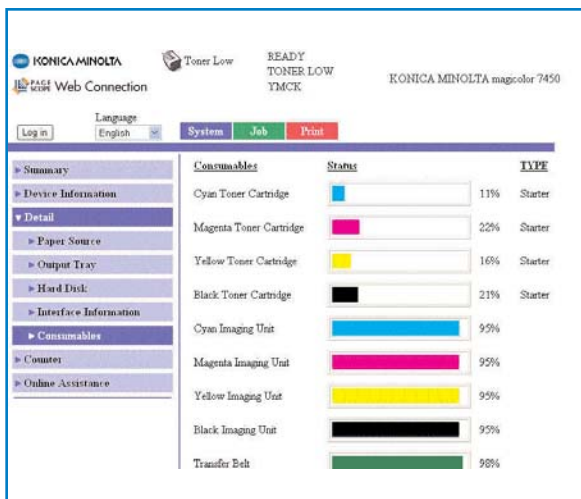 KONICA MINOLTA
Toner Low
READY
TONER LOW
YMCK
KONICA MINOLTA magicolor 7450
PAGE SCOPE Web Connection
Language
Log in
English
System Job Print
Summary
Device Information
Detail
Paper Source
Output Tray
Hard Disk
Interface Information
Consumables
Counter
Online Assistance
Consumables Status TYPE
Cyan Toner Cartridge 11% Starter
Magenta Toner Cartridge 22% Starter
Yellow Toner Cartridge 16% Starter
Black Toner Cartridge 21% Starter
Cyan Imaging Unit 95%
Magenta Imaging Unit 95%
Yellow Imaging Unit 95%
Black Imaging Unit 95%
Transfer Belt 98%